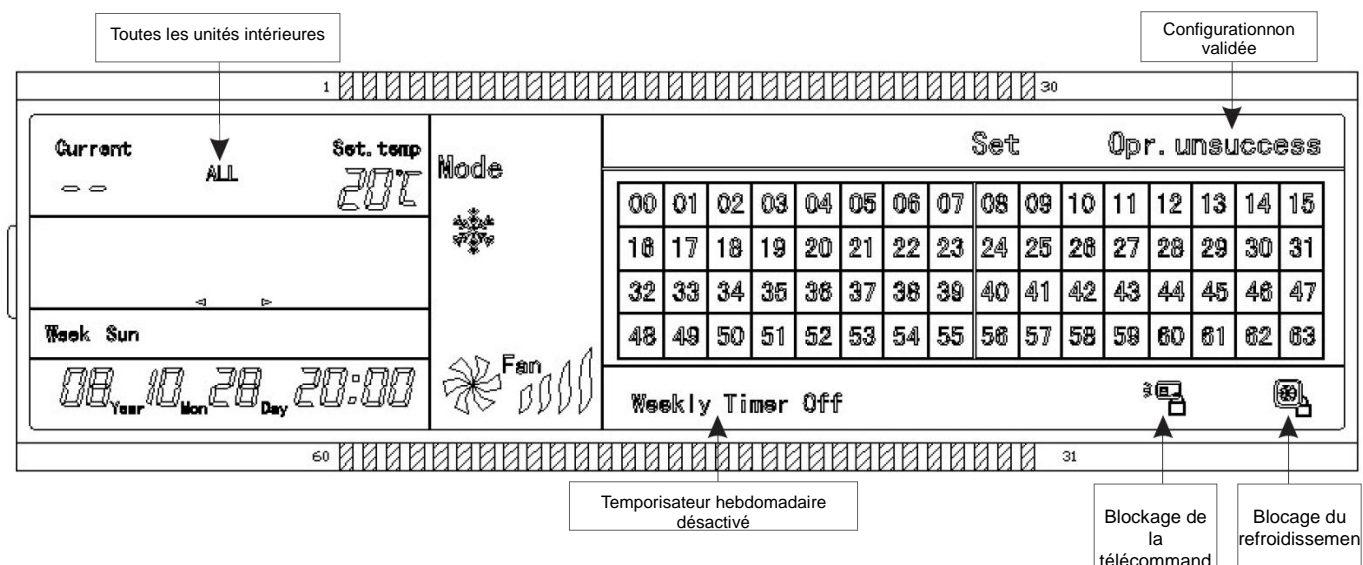 Toutes les unités intérieures
Configurationnon
validée
1
30
Current
ALL
Set.temp
-- 
20℃
Mode
Set Opr.unsuccess
00 01 02 03 04 05 06 07 08 09 10 11 12 13 14 15
16 17 18 19 20 21 22 23 24 25 26 27 28 29 30 31
32 33 34 35 36 37 38 39 40 41 42 43 44 45 46 47
48 49 50 51 52 53 54 55 56 57 58 59 60 61 62 63
Week Sun
08 Year 10 Mon 28 Day 20:00
Fan
Weekly Timer Off
60
31
Temporisateur hebdomadaire
désactivé
Blockage de
la
télécommand
Blocage du
refroidissemen